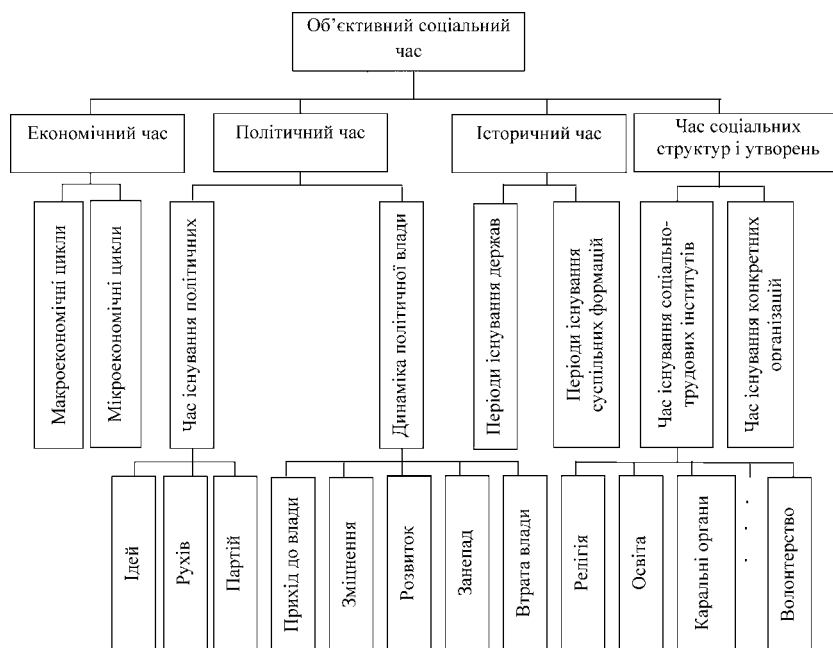 Об’єктивний соціальний
час
Економічний час
Політичний час
Історичний час
Час соціальних
структур і утворень
Макроекономічні цикли
Мікроекономічні цикли
Час існування політичних
Динаміка політичної влади
Періоди існування держав
Періоди існування
суспільних формацій
Час існування соціально-
трудових інститутів
Час існування конкретних
організацій
Ідей
Рухів
Партій
Прихід до влади
Зміцнення
Розвиток
Занепад
Втрата влади
Релігія
Освіта
Каральні органи
. . .
Волонтерство